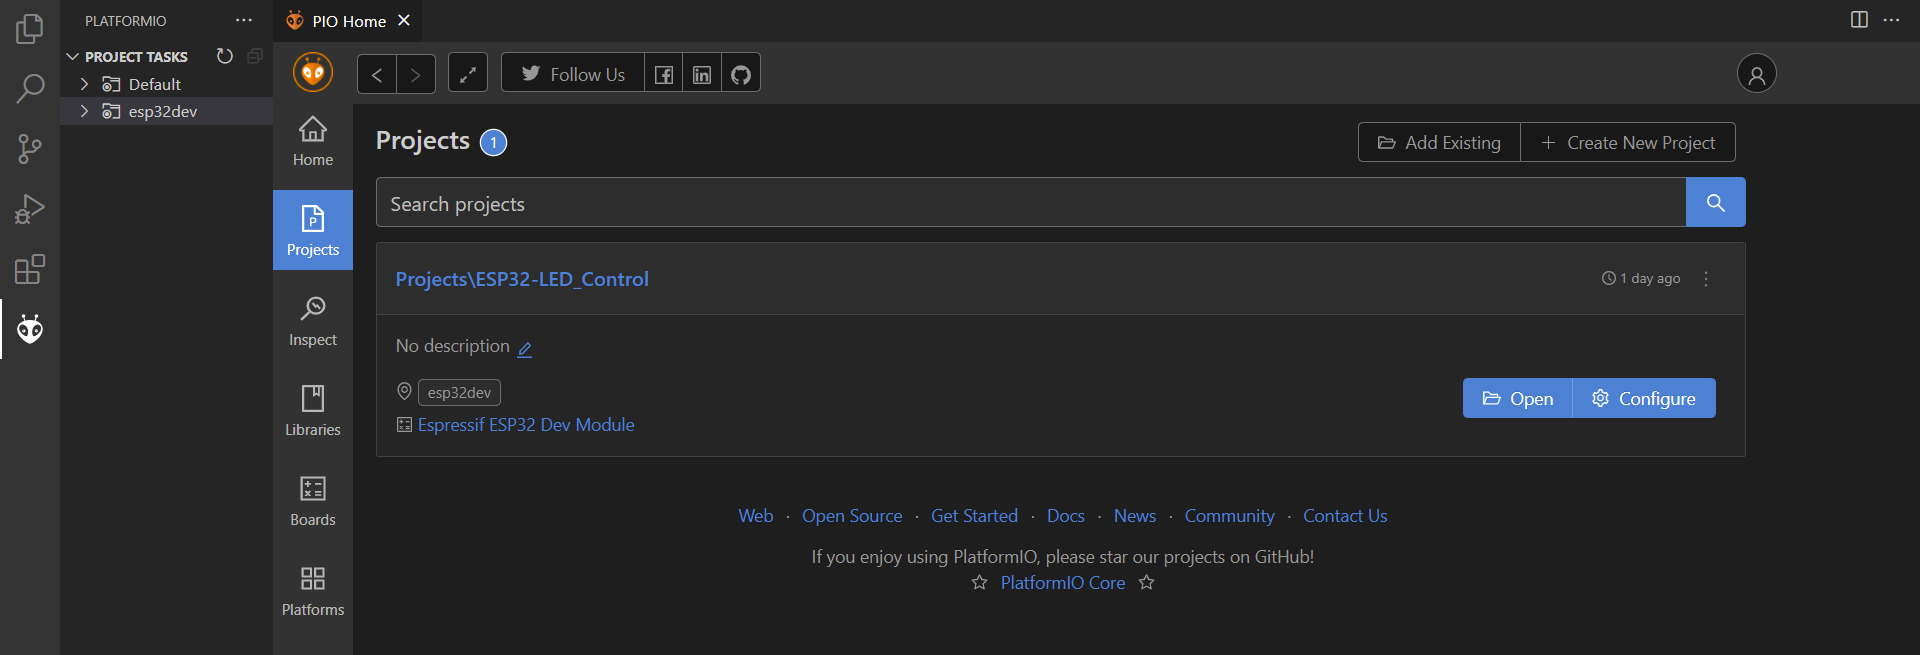 PLATFORMIO
PROJECT TASKS
Default
esp32dev
PIO Home
Follow Us
Home
Projects
Inspect
Libraries
Boards
Platforms
Projects 1
Add Existing
Create New Project
Search projects
Projects\ESP32-LED_Control
1 day ago
No description
esp32dev
Espressif ESP32 Dev Module
Open
Configure
Web · Open Source · Get Started · Docs · News · Community · Contact Us
If you enjoy using PlatformIO, please star our projects on GitHub!
PlatformIO Core